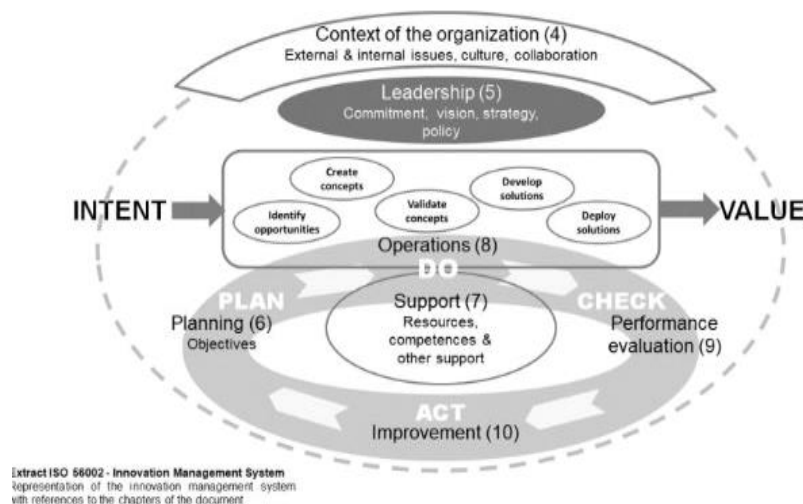 Context of the organization (4)
External & internal issues, culture, collaboration
Leadership (5)
Commitment, vision, strategy,
policy
Create
concepts
Develop
solutions
INTENT
Identify
opportunities
Validate
concepts
Deploy
solutions
VALUE
Operations (8)
DO
PLAN
Support (7)
CHECK
Planning (6)
Objectives
Resources,
competences &
other support
Performance
evaluation (9)
ACT
Improvement (10)
Extract ISO 56002 - Innovation Management System
Representation of the innovation management system
with references to the chapters of the document